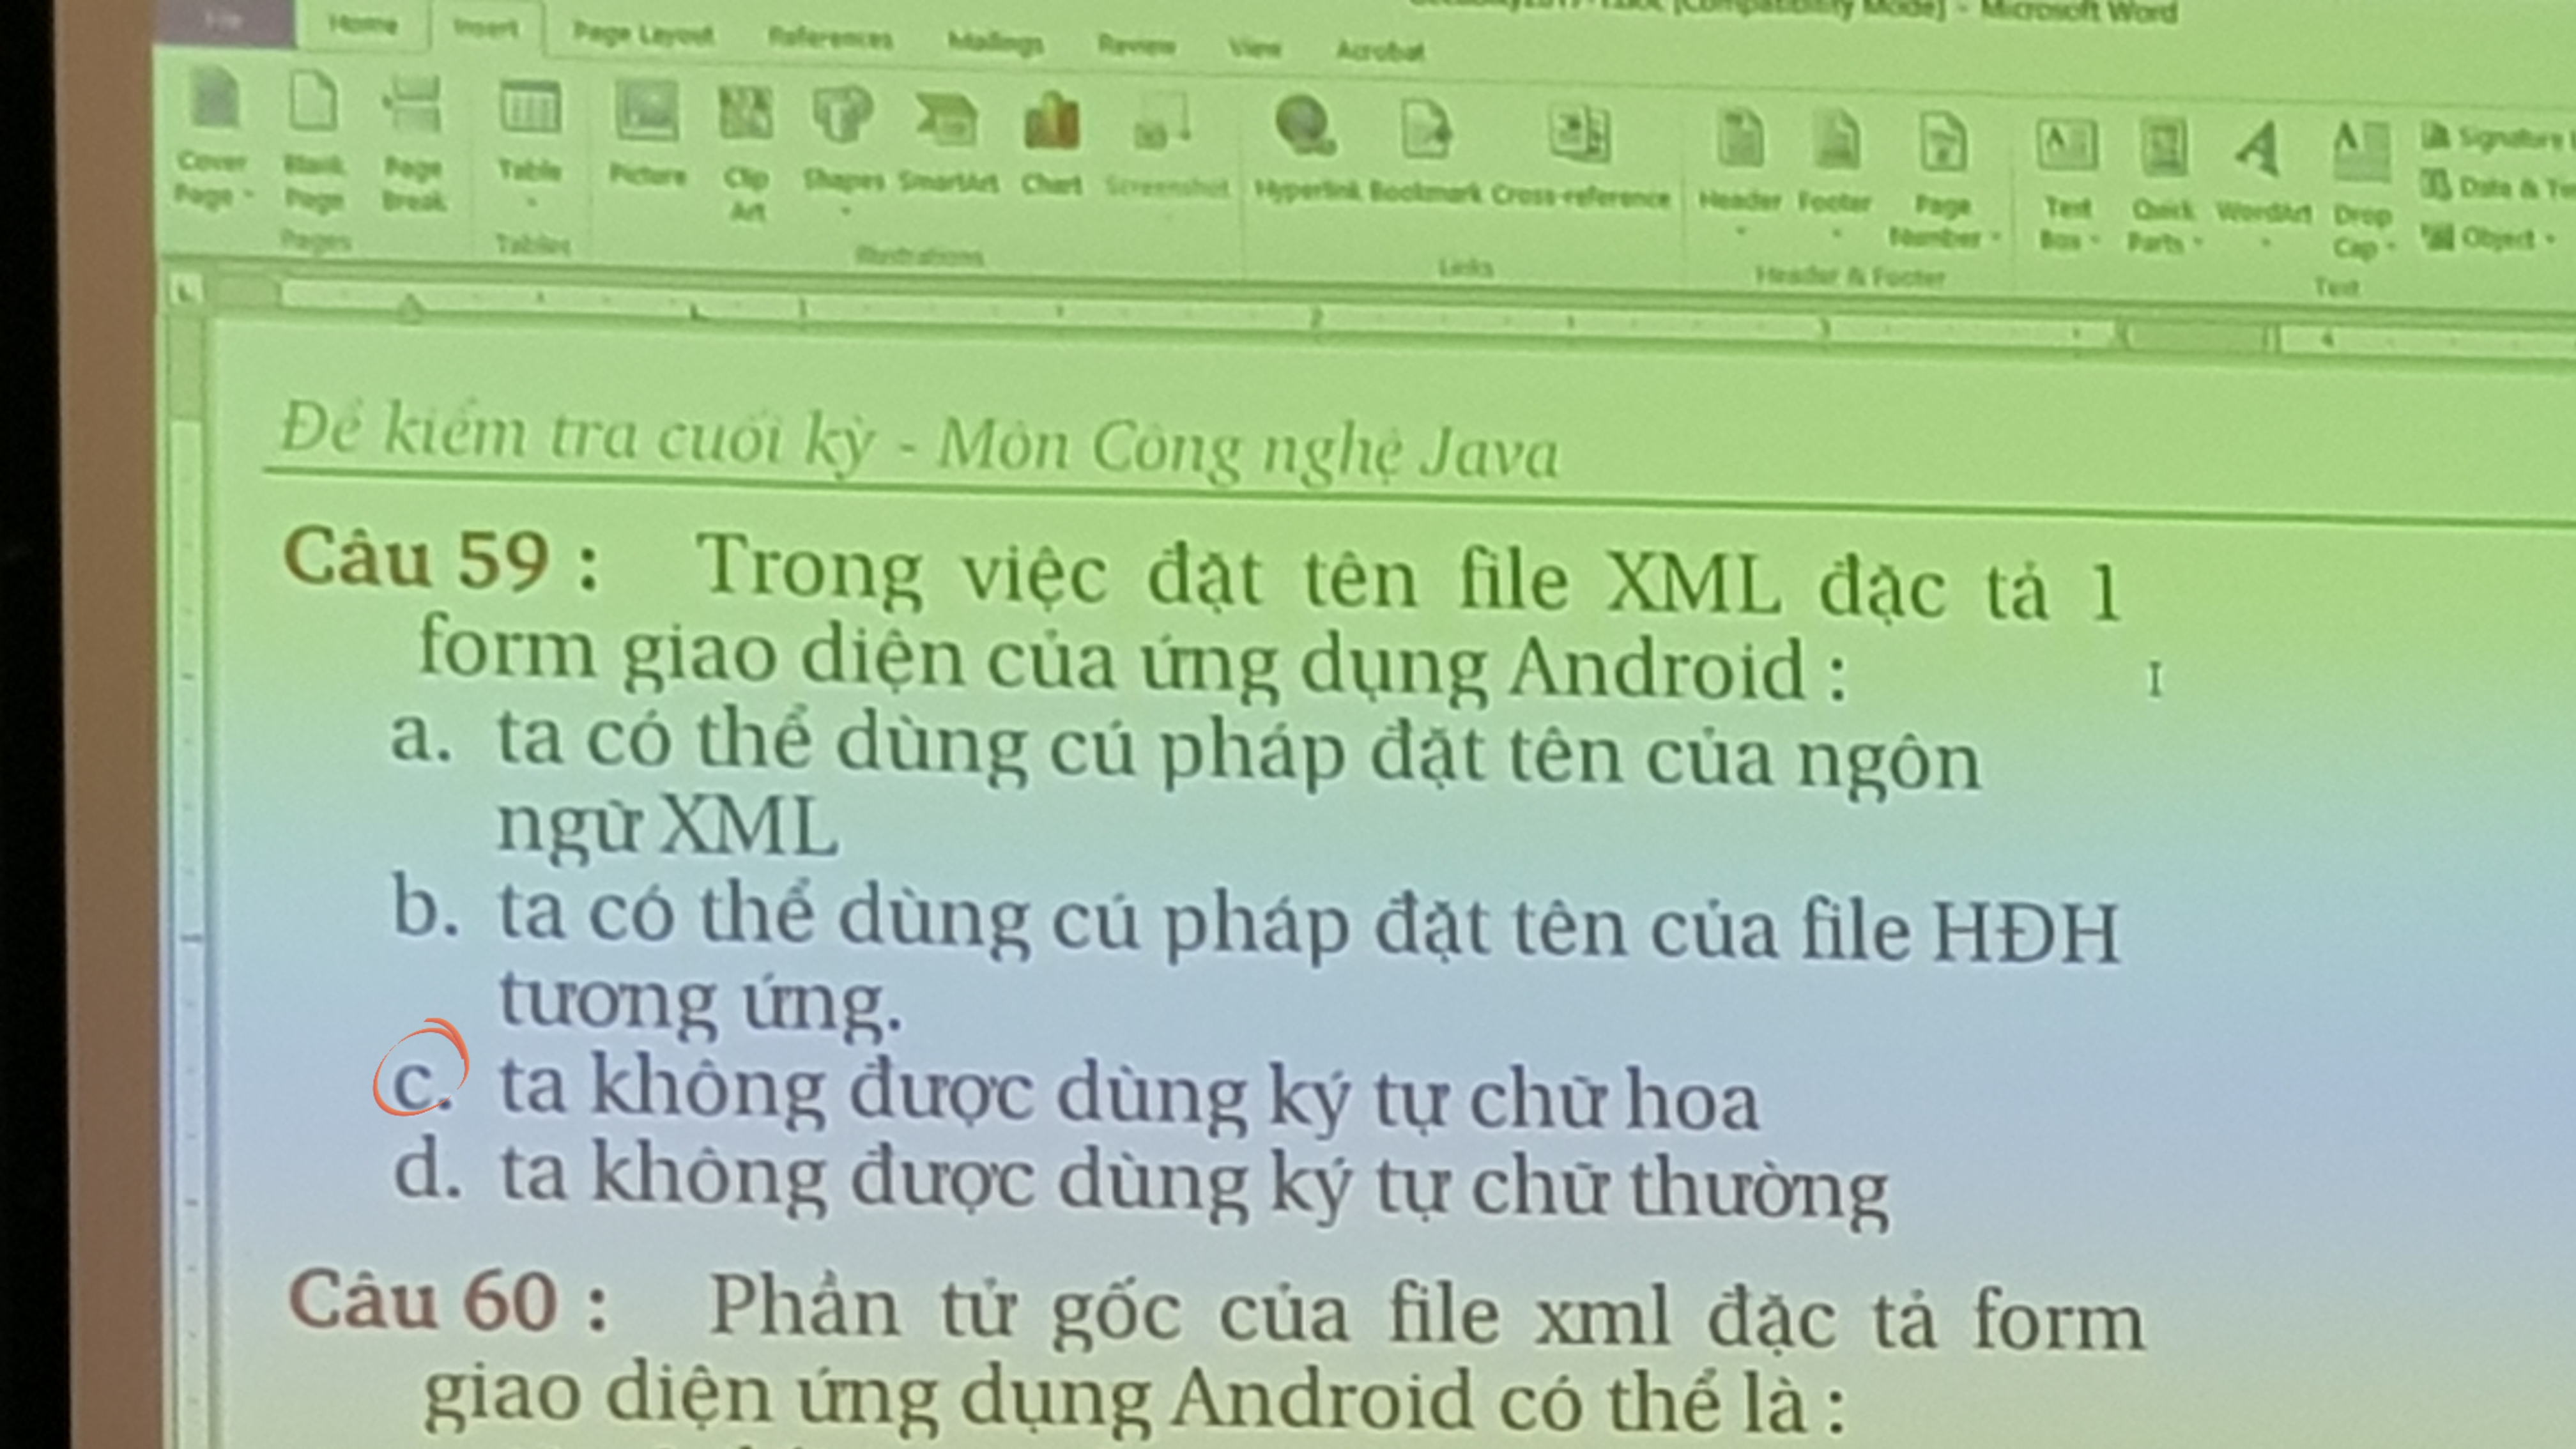 [Compatibility Mode] - Microsoft Word
File Home Insert Page Layout References Mailings Review View Acrobat
Cover Page Blank Page Page Break Table Picture Clip Art Shapes SmartArt Chart Screenshot Hyperlink Bookmark Cross-reference Header Footer Page Number Text Box Quick Parts WordArt Drop Cap Signature
Date &
Object
Pages Tables Illustrations Links Header & Footer Text
Đề kiểm tra cuối kỳ - Môn Công nghệ Java
Câu 59 : Trong việc đặt tên file XML đặc tả 1
form giao diện của ứng dụng Android :
a. ta có thể dùng cú pháp đặt tên của ngôn
ngữ XML
b. ta có thể dùng cú pháp đặt tên của file HĐH
tương ứng.
c. ta không được dùng ký tự chữ hoa
d. ta không được dùng ký tự chữ thường
Câu 60 : Phần tử gốc của file xml đặc tả form
giao diện ứng dụng Android có thể là :